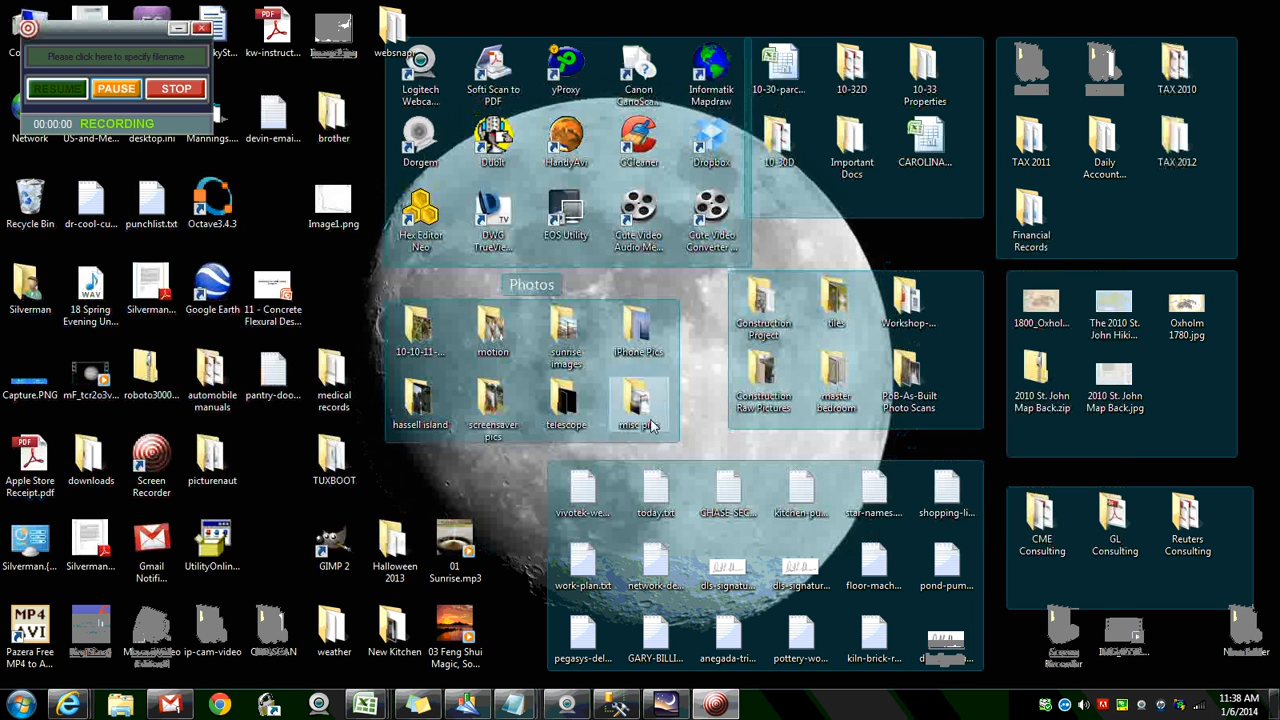 Please click here to specify filename
RESUME
PAUSE
STOP
00:00:00 RECORDING
kw-instruc...
websnap
Network
US-and-Me...
desktop.ini
Mannings....
devin-emai...
brother
Recycle Bin
dr-cool-cu...
punchlist.txt
Octave3.4.3
Image1.png
Silverman
18 Spring
Evening Un...
Silverman...
Google Earth
11 - Concrete
Flexural Des...
Capture.PNG
mF_tcr2o3v...
roboto3000...
automobile
manuals
pantry-doo...
medical
records
Apple Store
Receipt.pdf
downloads
Screen
Recorder
picturenaut
TUXBOOT
Silverman.(...
Silverman...
Gmail
Notifi...
UtilityOnlin...
GIMP 2
Halloween
2013
01
Sunrise.mp3
Pazera Free
MP4 to A...
ip-cam-video
weather
New Kitchen
03 Feng Shui
Magic, So...
Logitech
Webca...
Softi Scan to
PDF
yProxy
Canon
CanoSca...
Informatik
Mapdraw
Dorgem
DubIt
HandyAvi
CCleaner
Dropbox
Hex Editor
Neo
DWG
TrueVie...
EOS Utility
Cute Video
Audio Me...
Cute Video
Converter ...
10-30-parc...
10-32D
10-33
Properties
10-30D
Important
Docs
CAROLINA...
TAX 2010
TAX 2011
Daily
Account...
TAX 2012
Financial
Records
Photos
10-10-11-...
motion
sunrise
images
iPhone Pics
hassell island
screensaver
pics
telescope
misc pi
Construction
Project
tiles
Workshop-...
Construction
Raw Pictures
master
bedroom
PoB-As-Built
Photo Scans
1800_Oxhol...
The 2010 St.
John Hiki...
Oxholm
1780.jpg
2010 St. John
Map Back.zip
2010 St. John
Map Back.jpg
vivotek-we...
today.txt
CHASE-SEC...
kitchen-pu...
star-names....
shopping-li...
work-plan.txt
network-de...
dls-signatur...
dls-signatur...
floor-mach...
pond-pum...
pegasys-del...
GARY-BILLI...
anegada-tri...
pottery-wo...
kiln-brick-r...
CME
Consulting
GL
Consulting
Reuters
Consulting
Screen
Recorder
11:38 AM
1/6/2014